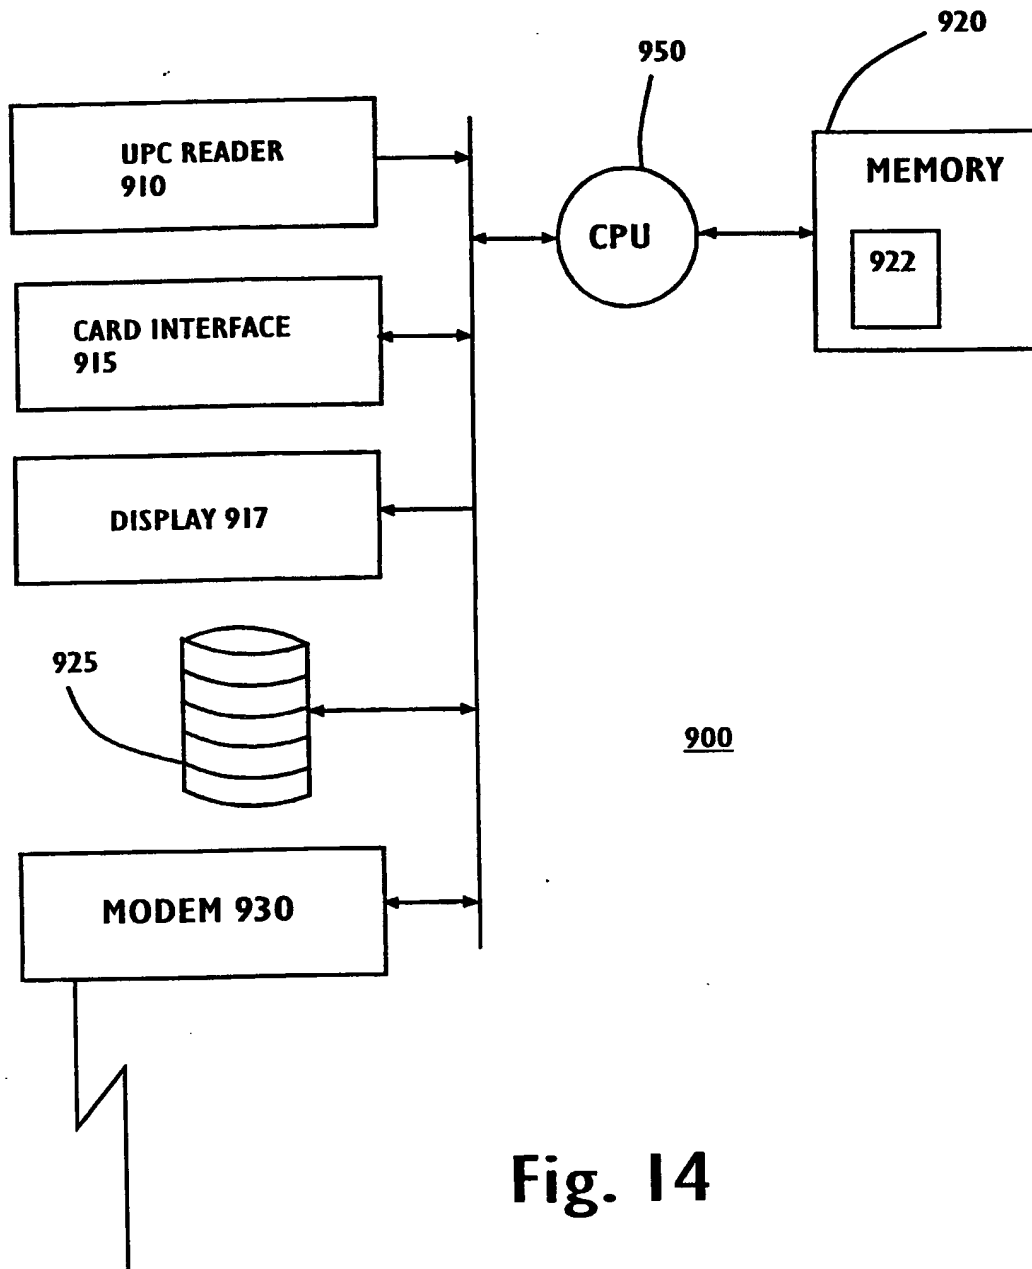 920
950
UPC READER
910
MEMORY
CPU
922
CARD INTERFACE
915
DISPLAY 917
925
900
MODEM 930
Fig. 14